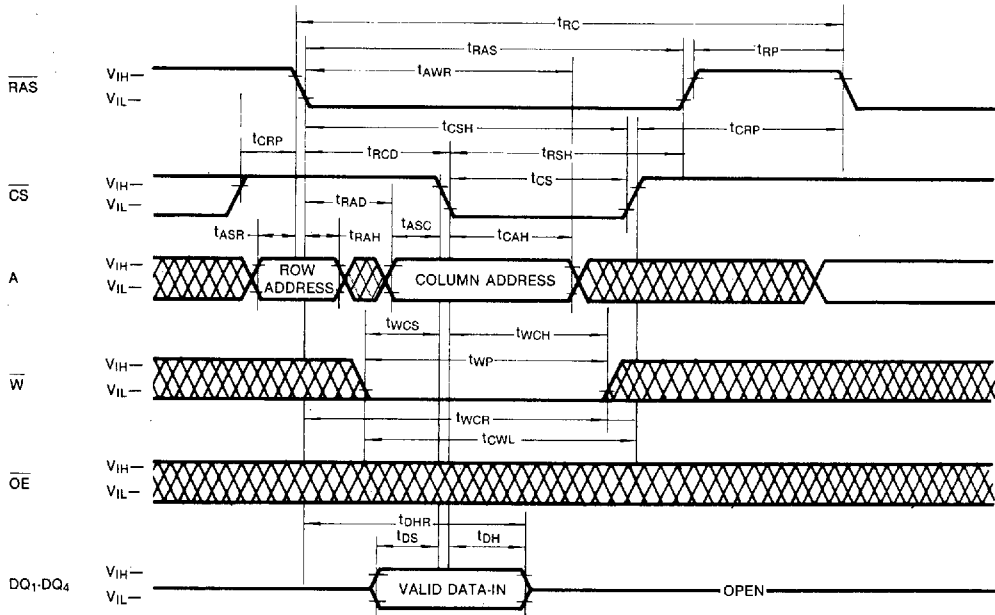 tRC
tRAS
tRP
tAWR
RAS
VIH
VIL
tCSH
tCRP
tCRP
tRCD
tRSH
tCS
CS
VIH
VIL
tRAD
tASC
tASR
tRAH
tCAH
A
VIH
VIL
ROW
ADDRESS
COLUMN ADDRESS
tWCS
tWCH
tWP
W
VIH
VIL
tWCR
tCWL
OE
VIH
VIL
tDHR
tDS
tDH
DQ1-DQ4
VIH
VIL
VALID DATA-IN
OPEN